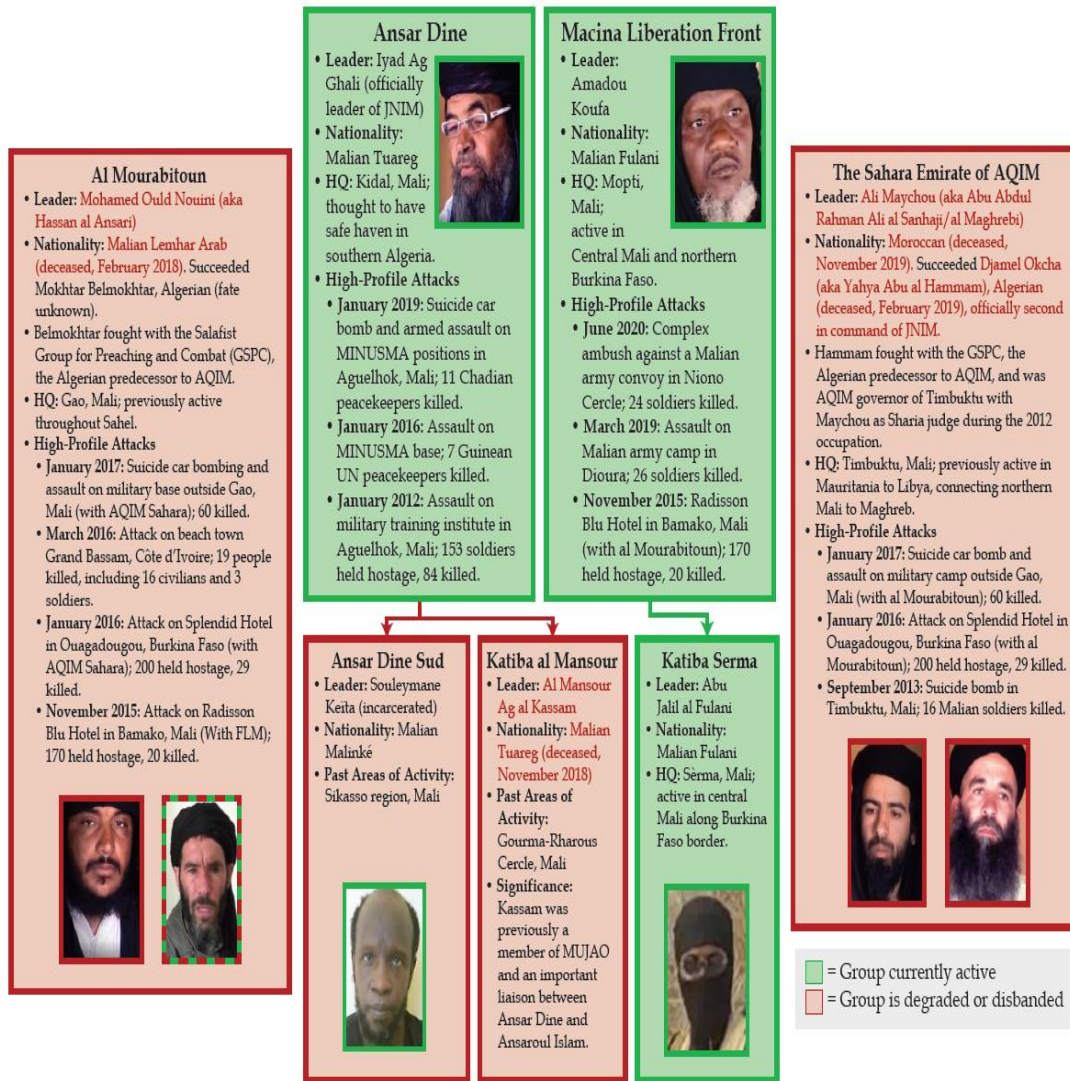 Ansar Dine
• Leader: Iyad Ag
Ghali (officially
leader of JNIM)
• Nationality:
Malian Tuareg
• HQ: Kidal, Mali;
thought to have
safe haven in
southern Algeria.
• High-Profile Attacks
• January 2019: Suicide car
bomb and armed assault on
MINUSMA positions in
Aguelhok, Mali; 11 Chadian
peacekeepers killed.
• January 2016: Assault on
MINUSMA base; 7 Guinean
UN peacekeepers killed.
• January 2012: Assault on
military training institute in
Aguelhok, Mali; 153 soldiers
held hostage, 84 killed.
Macina Liberation Front
• Leader:
Amadou
Koufa
• Nationality:
Malian Fulani
• HQ: Mopti,
Mali;
active in
Central Mali and northern
Burkina Faso.
• High-Profile Attacks
• June 2020: Complex
ambush against a Malian
army convoy in Niono
Cercle; 24 soldiers killed.
• March 2019: Assault on
Malian army camp in
Dioura; 26 soldiers killed.
• November 2015: Radisson
Blu Hotel in Bamako, Mali
(with al Mourabitoun); 170
held hostage, 20 killed.
Al Mourabitoun
• Leader: Mohamed Ould Nouini (aka
Hassan al Ansari)
• Nationality: Malian Lemhar Arab
(deceased, February 2018). Succeeded
Mokhtar Belmokhtar, Algerian (fate
unknown).
• Belmokhtar fought with the Salafist
Group for Preaching and Combat (GSPC),
the Algerian predecessor to AQIM.
• HQ: Gao, Mali; previously active
throughout Sahel.
• High-Profile Attacks
• January 2017: Suicide car bombing and
assault on military base outside Gao,
Mali (with AQIM Sahara); 60 killed.
• March 2016: Attack on beach town
Grand Bassam, Côte d'Ivoire; 19 people
killed, including 16 civilians and 3
soldiers.
• January 2016: Attack on Splendid Hotel
in Ouagadougou, Burkina Faso (with
AQIM Sahara); 200 held hostage, 29
killed.
• November 2015: Attack on Radisson
Blu Hotel in Bamako, Mali (With FLM);
170 held hostage, 20 killed.
The Sahara Emirate of AQIM
• Leader: Ali Maychou (aka Abu Abdul
Rahman Ali al Sanhaji/al Maghrebi)
• Nationality: Moroccan (deceased,
November 2019). Succeeded Djamel Okcha
(aka Yahya Abu al Hammam), Algerian
(deceased, February 2019), officially second
in command of JNIM.
• Hammam fought with the GSPC, the
Algerian predecessor to AQIM, and was
AQIM governor of Timbuktu with
Maychou as Sharia judge during the 2012
occupation.
• HQ: Timbuktu, Mali; previously active in
Mauritania to Libya, connecting northern
Mali to Maghreb.
• High-Profile Attacks
• January 2017: Suicide car bomb and
assault on military camp outside Gao,
Mali (with al Mourabitoun); 60 killed.
• January 2016: Attack on Splendid Hotel in
Ouagadougou, Burkina Faso (with al
Mourabitoun); 200 held hostage, 29 killed.
• September 2013: Suicide bomb in
Timbuktu, Mali; 16 Malian soldiers killed.
Ansar Dine Sud
• Leader: Souleymane
Keïta (incarcerated)
• Nationality: Malian
Malinké
• Past Areas of Activity:
Sikasso region, Mali
Katiba al Mansour
• Leader: Al Mansour
Ag al Kassam
• Nationality: Malian
Tuareg (deceased,
November 2018)
• Past Areas of
Activity:
Gourma-Rharous
Cercle, Mali
• Significance:
Kassam was
previously a
member of MUJAO
and an important
liaison between
Ansar Dine and
Ansaroul Islam.
Katiba Serma
• Leader: Abu
Jalil al Fulani
• Nationality:
Malian Fulani
• HQ: Sèrma, Mali;
active in central
Mali along Burkina
Faso border.
= Group currently active
= Group is degraded or disbanded